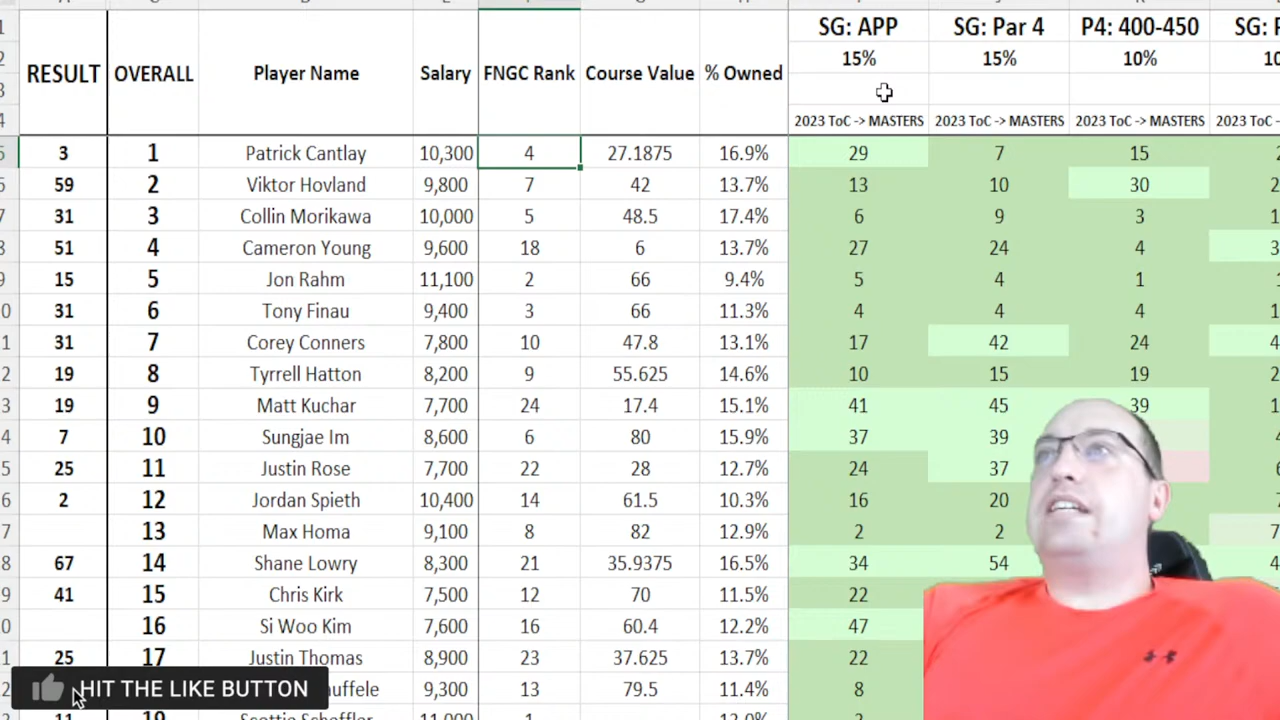 SG: APP SG: Par 4 P4: 400-450 SG:
RESULT OVERALL Player Name Salary FNGC Rank Course Value % Owned 15% 15% 10%
2023 ToC -> MASTERS 2023 ToC -> MASTERS 2023 ToC -> MASTERS 2023 ToC
3 1 Patrick Cantlay 10,300 4 27.1875 16.9% 29 7 15
59 2 Viktor Hovland 9,800 7 42 13.7% 13 10 30
31 3 Collin Morikawa 10,000 5 48.5 17.4% 6 9 3
51 4 Cameron Young 9,600 18 6 13.7% 27 24 4
15 5 Jon Rahm 11,100 2 66 9.4% 5 4 1
31 6 Tony Finau 9,400 3 66 11.3% 4 4 4
31 7 Corey Conners 7,800 10 47.8 13.1% 17 42 24
19 8 Tyrrell Hatton 8,200 9 55.625 14.6% 10 15 19
19 9 Matt Kuchar 7,700 24 17.4 15.1% 41 45 39
7 10 Sungjae Im 8,600 6 80 15.9% 37 39
25 11 Justin Rose 7,700 22 28 12.7% 24 37
2 12 Jordan Spieth 10,400 14 61.5 10.3% 16 20
13 Max Homa 9,100 8 82 12.9% 2 2
67 14 Shane Lowry 8,300 21 35.9375 16.5% 34 54
41 15 Chris Kirk 7,500 12 70 11.5% 22
16 Si Woo Kim 7,600 16 60.4 12.2% 47
25 17 Justin Thomas 8,900 23 37.625 13.7% 22
HIT THE LIKE BUTTON uffele 9,300 13 79.5 11.4% 8